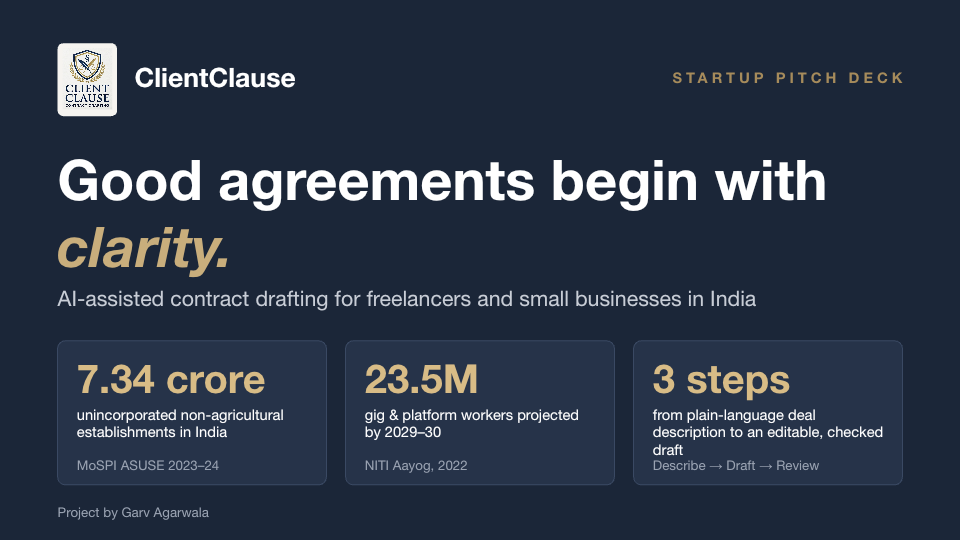 CLIENT
CLAUSE
CONTRACT DRAFTING
ClientClause
STARTUP PITCH DECK
Good agreements begin with
clarity.
AI-assisted contract drafting for freelancers and small businesses in India
7.34 crore
unincorporated non-agricultural
establishments in India
MoSPI ASUSE 2023–24
23.5M
gig & platform workers projected
by 2029–30
NITI Aayog, 2022
3 steps
from plain-language deal
description to an editable, checked
draft
Describe → Draft → Review
Project by Garv Agarwala